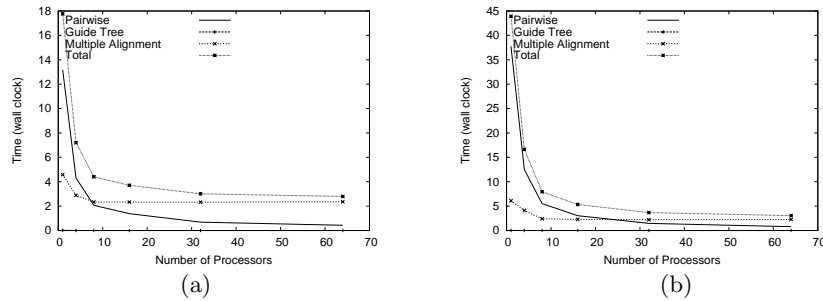 18
16
14
12
10
8
6
4
2
0
Time (wall clock)
Pairwise
Guide Tree
Multiple Alignment
Total
0 10 20 30 40 50 60 70
Number of Processors
(a)
45
40
35
30
25
20
15
10
5
0
Time (wall clock)
Pairwise
Guide Tree
Multiple Alignment
Total
0 10 20 30 40 50 60 70
Number of Processors
(b)